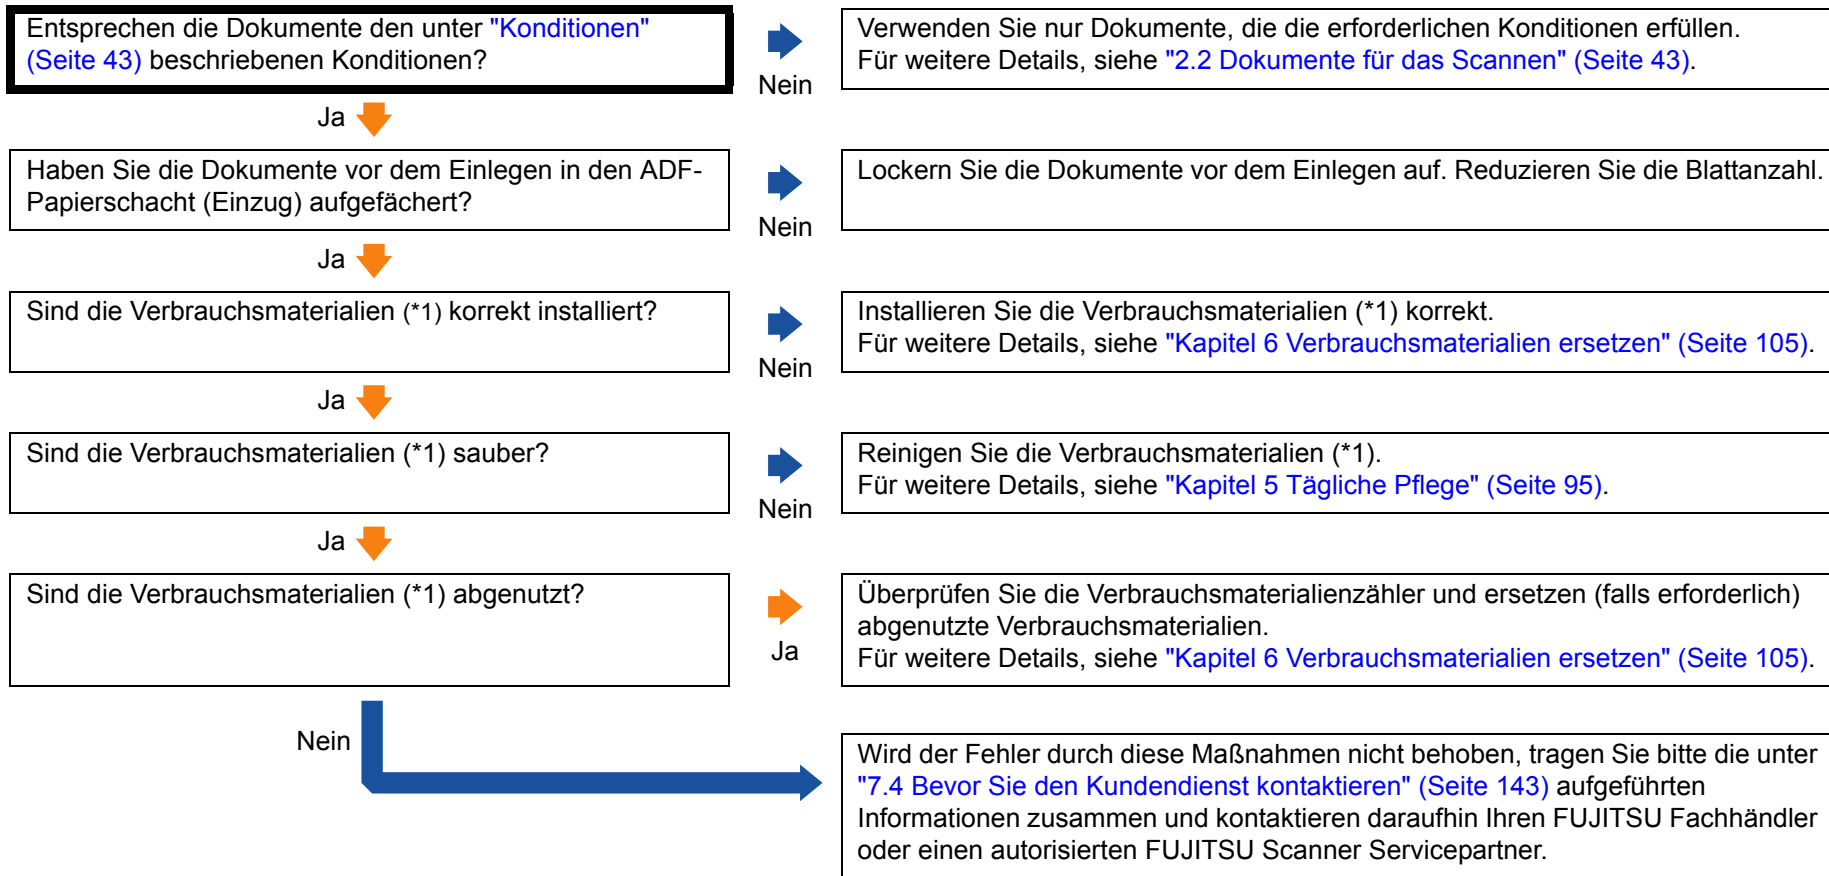 Entsprechen die Dokumente den unter "Konditionen"
(Seite 43) beschriebenen Konditionen?
Nein
Verwenden Sie nur Dokumente, die die erforderlichen Konditionen erfüllen.
Für weitere Details, siehe "2.2 Dokumente für das Scannen" (Seite 43).
Ja
Haben Sie die Dokumente vor dem Einlegen in den ADF-
Papierschacht (Einzug) aufgefächert?
Nein
Lockern Sie die Dokumente vor dem Einlegen auf. Reduzieren Sie die Blattanzahl.
Ja
Sind die Verbrauchsmaterialien (*1) korrekt installiert?
Nein
Installieren Sie die Verbrauchsmaterialien (*1) korrekt.
Für weitere Details, siehe "Kapitel 6 Verbrauchsmaterialien ersetzen" (Seite 105).
Ja
Sind die Verbrauchsmaterialien (*1) sauber?
Nein
Reinigen Sie die Verbrauchsmaterialien (*1).
Für weitere Details, siehe "Kapitel 5 Tägliche Pflege" (Seite 95).
Ja
Sind die Verbrauchsmaterialien (*1) abgenutzt?
Ja
Überprüfen Sie die Verbrauchsmaterialienzähler und ersetzen (falls erforderlich)
abgenutzte Verbrauchsmaterialien.
Für weitere Details, siehe "Kapitel 6 Verbrauchsmaterialien ersetzen" (Seite 105).
Nein
Wird der Fehler durch diese Maßnahmen nicht behoben, tragen Sie bitte die unter
"7.4 Bevor Sie den Kundendienst kontaktieren" (Seite 143) aufgeführten
Informationen zusammen und kontaktieren daraufhin Ihren FUJITSU Fachhändler
oder einen autorisierten FUJITSU Scanner Servicepartner.